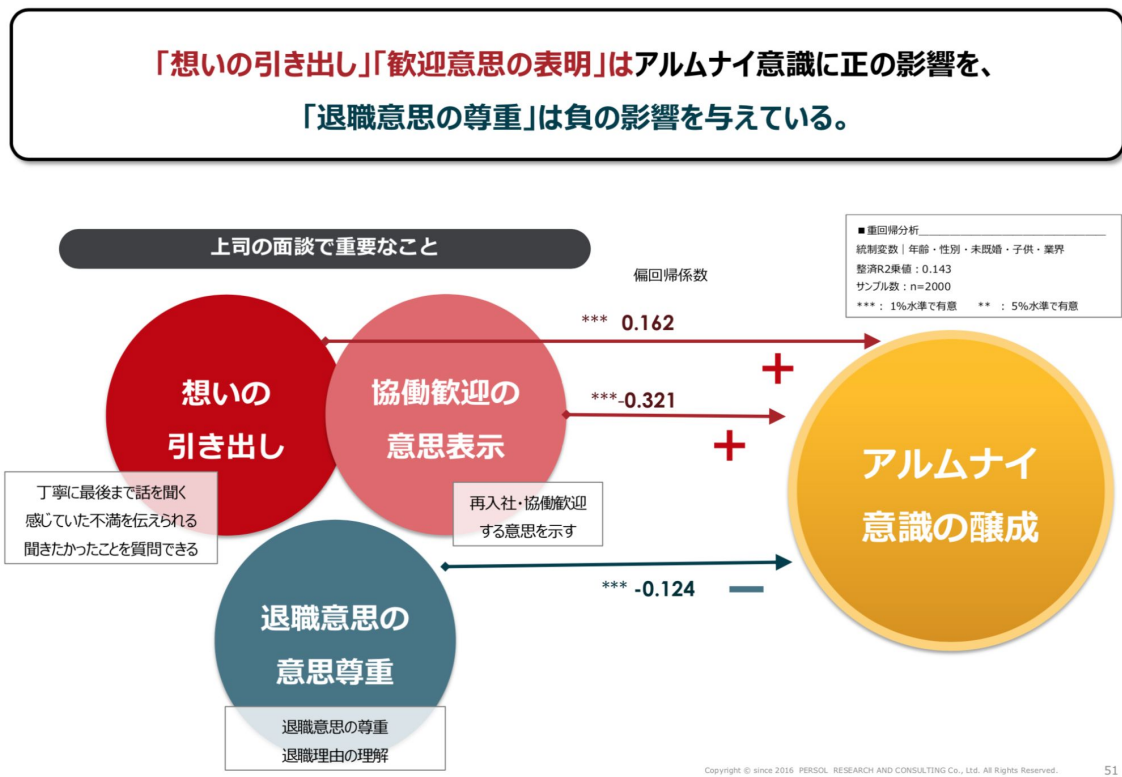 「想いの引き出し」「歓迎意思の表明」はアルムナイ意識に正の影響を、
「退職意思の尊重」は負の影響を与えている。
上司の面談で重要なこと
■重回帰分析
統制変数｜年齢・性別・未既婚・子供・業界
整済R2乗値：0.143
サンプル数：n=2000
***： 1%水準で有意 ** ： 5%水準で有意
偏回帰係数
*** 0.162
+
想いの
引き出し
協働歓迎の
意思表示
***-0.321
+
アルムナイ
意識の醸成
丁寧に最後まで話を聞く
感じていた不満を伝えられる
聞きたかったことを質問できる
再入社・協働歓迎
する意思を示す
*** -0.124 ー
退職意思の
意思尊重
退職意思の尊重
退職理由の理解
Copyright © since 2016 PERSOL RESEARCH AND CONSULTING Co., Ltd. All Rights Reserved. 51